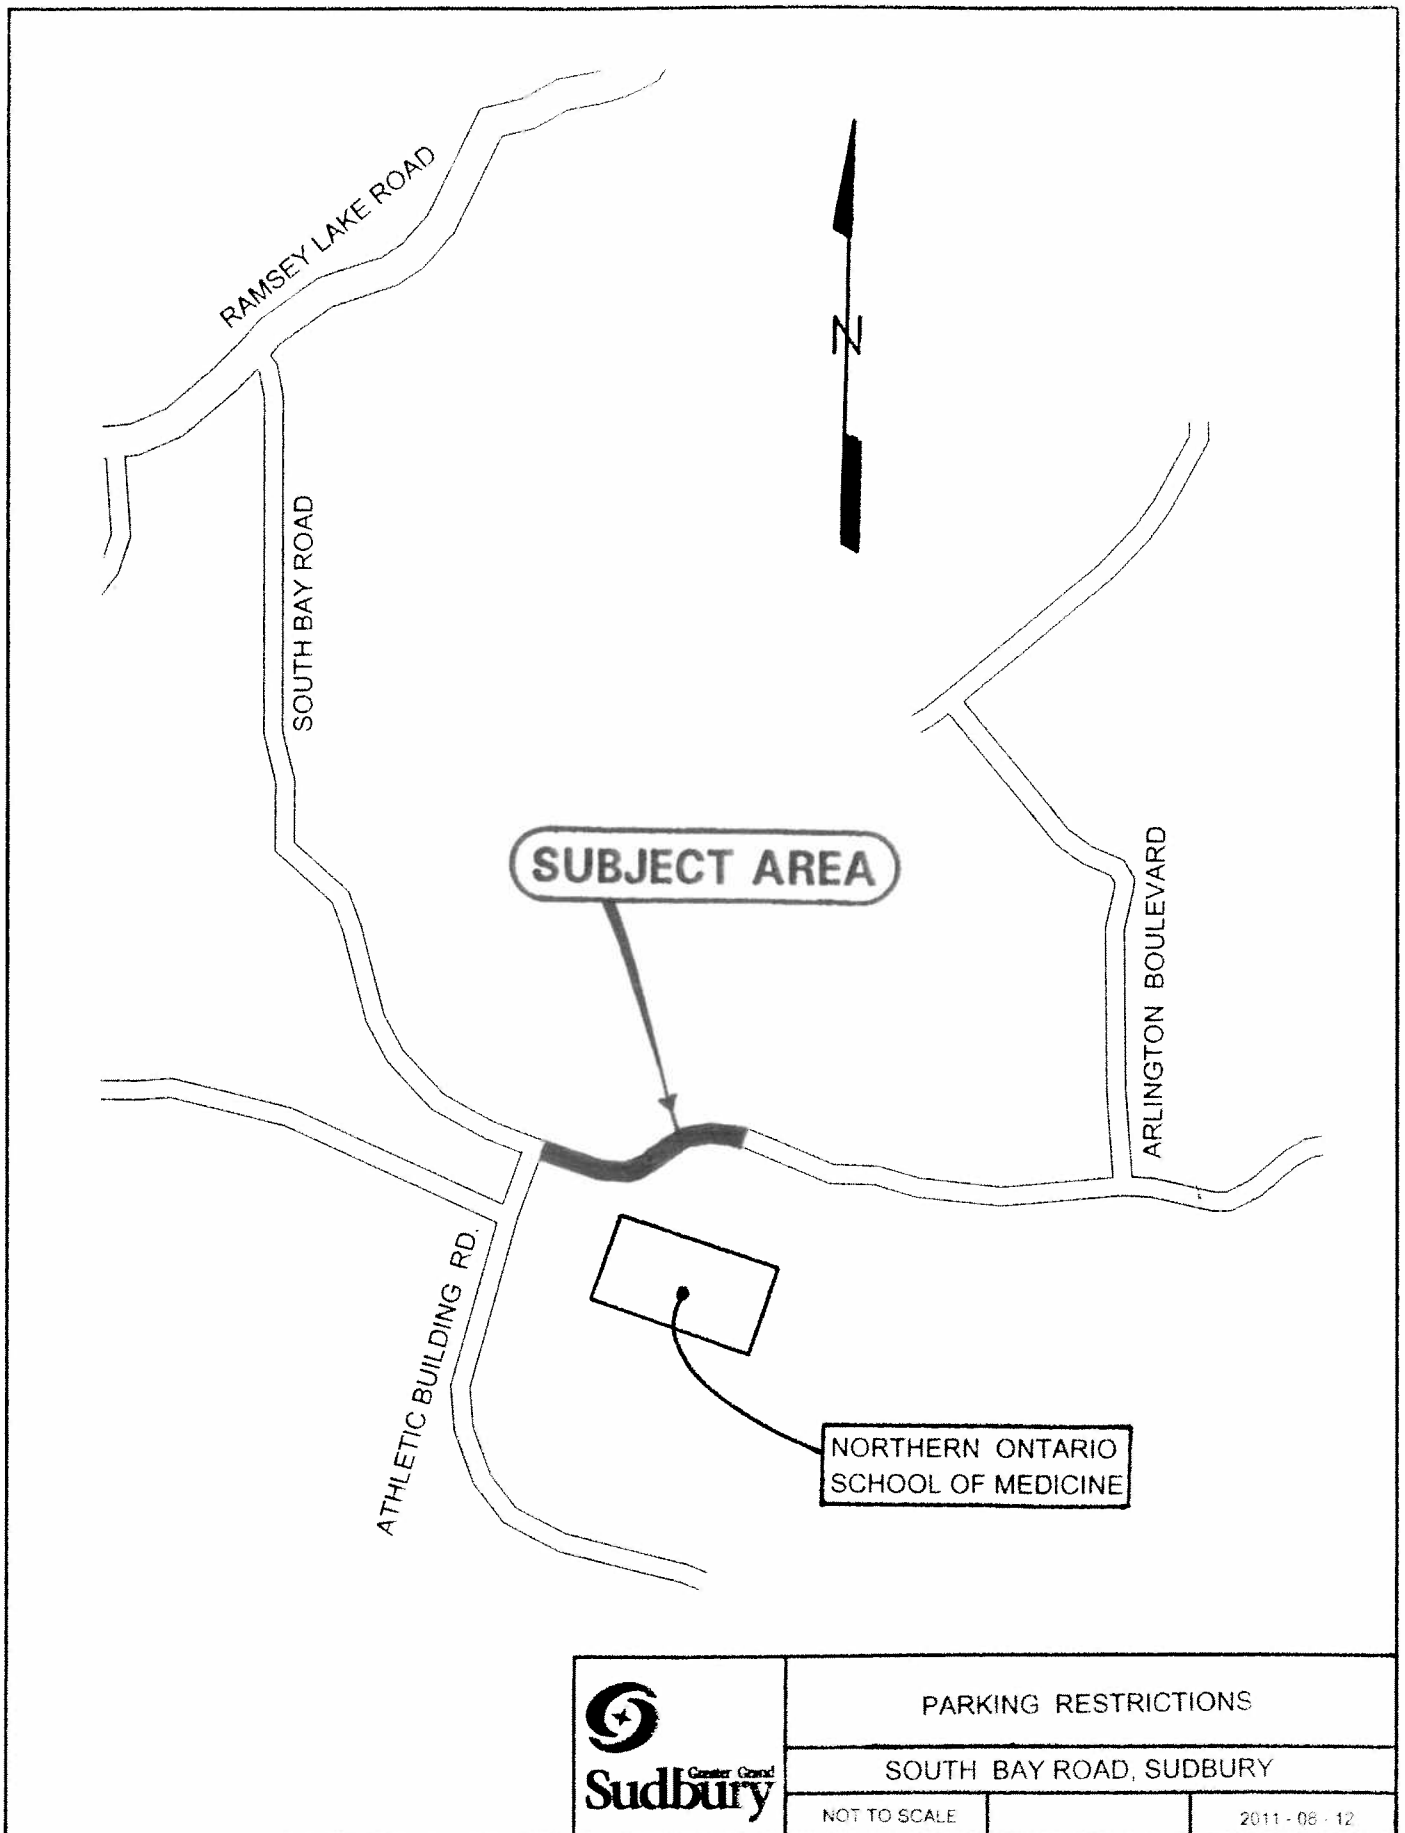 RAMSEY LAKE ROAD
N
SOUTH BAY ROAD
SUBJECT AREA
ARLINGTON BOULEVARD
ATHLETIC BUILDING RD.
NORTHERN ONTARIO
SCHOOL OF MEDICINE
Greater Grand
Sudbury
PARKING RESTRICTIONS
SOUTH BAY ROAD, SUDBURY
NOT TO SCALE
2011 - 08 - 12